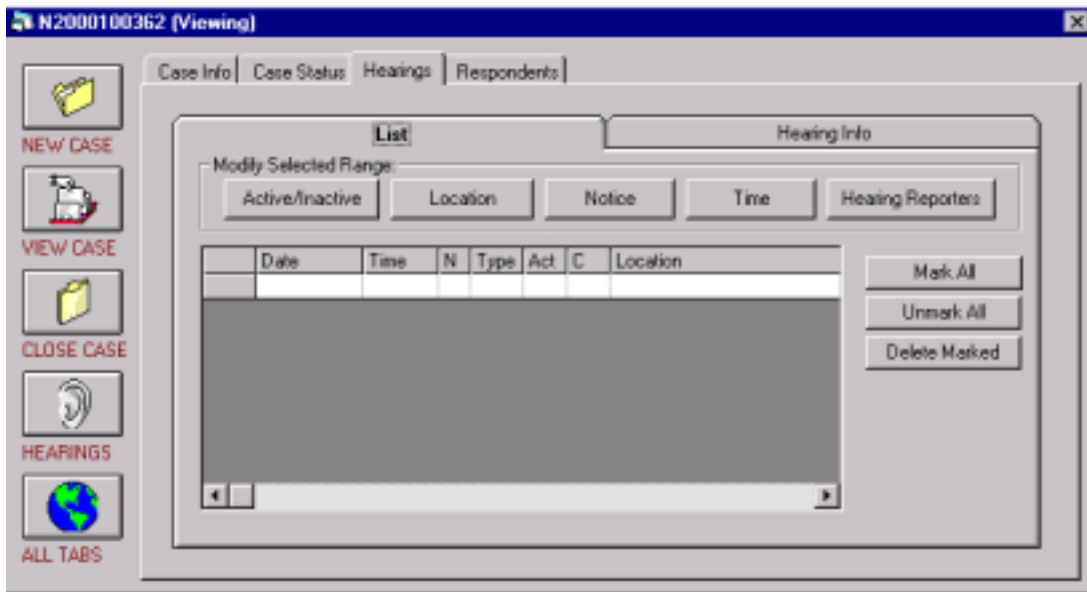 N2000100362 (Viewing)
Case Info Case Status Hearings Respondents
NEW CASE
List Hearing Info
Modify Selected Range:
Active/Inactive Location Notice Time Hearing Reporters
VIEW CASE
Date Time N Type Act C Location
Mark All
Unmark All
Delete Marked
CLOSE CASE
HEARINGS
ALL TABS